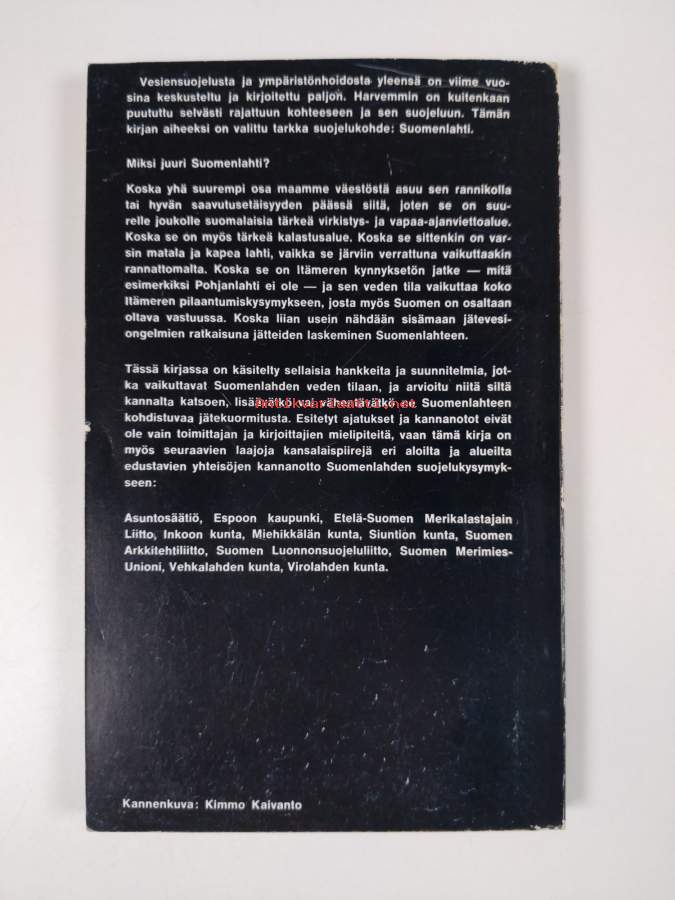 Vesiensuojelusta ja ympäristönhoidosta yleensä on viime vuo-
sina keskusteltu ja kirjoitettu paljon. Harvemmin on kuitenkaan
puututtu selvästi rajattuun kohteeseen ja sen suojeluun. Tämän
kirjan aiheeksi on valittu tarkka suojelukohde: Suomenlahti.
Miksi juuri Suomenlahti?
Koska yhä suurempi osa maamme väestöstä asuu sen rannikolla
tai hyvän saavutusetäisyyden päässä siitä, joten se on suu-
relle joukolle suomalaisia tärkeä virkistys- ja vapaa-ajanviettoalue.
Koska se on myös tärkeä kalastusalue. Koska se sittenkin on var-
sin matala ja kapea lahti, vaikka se järviin verrattuna vaikuttaakin
rannattomalta. Koska se on Itämeren kynnyksetön jatke — mitä
esimerkiksi Pohjanlahti ei ole — ja sen veden tila vaikuttaa koko
Itämeren pilaantumiskysymykseen, josta myös Suomen on osaltaan
oltava vastuussa. Koska liian usein nähdään sisämaan jätevesi-
ongelmien ratkaisuna jätteiden laskeminen Suomenlahteen.
Tässä kirjassa on käsitelty sellaisia hankkeita ja suunnitelmia, jot-
ka vaikuttavat Suomenlahden veden tilaan, ja arvioitu niitä siltä
kannalta katsoen, lisäävätkö vai vähentävätkö ne Suomenlahteen
antikvariaatti.net
kohdistuvaa jätekuormitusta. Esitetyt ajatukset ja kannanotot eivät
ole vain toimittajan ja kirjoittajien mielipiteitä, vaan tämä kirja on
myös seuraavien laajoja kansalaispiirejä eri aloilta ja alueilta
edustavien yhteisöjen kannanotto Suomenlahden suojelukysymyk-
seen:
Asuntosäätiö, Espoon kaupunki, Etelä-Suomen Merikalastajain
Liitto, Inkoon kunta, Miehikkälän kunta, Siuntion kunta, Suomen
Arkkitehtiliitto, Suomen Luonnonsuojeluliitto, Suomen Merimies-
Unioni, Vehkalahden kunta, Virolahden kunta.
Kannenkuva: Kimmo Kaivanto